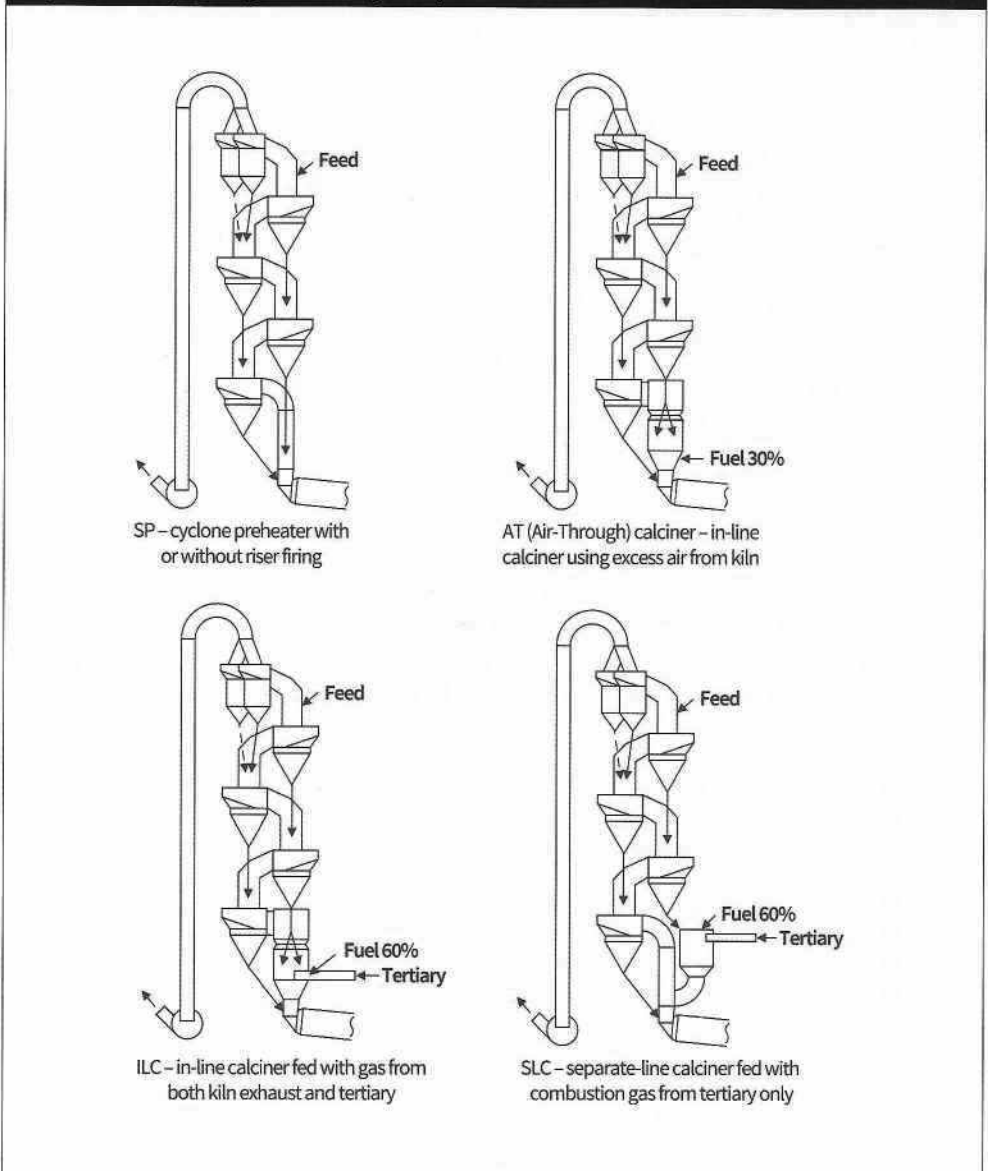 Feed
SP – cyclone preheater with
or without riser firing
Feed
Fuel 30%
AT (Air-Through) calciner – in-line
calciner using excess air from kiln
Feed
Fuel 60%
Tertiary
ILC – in-line calciner fed with gas from
both kiln exhaust and tertiary
Feed
Fuel 60%
Tertiary
SLC – separate-line calciner fed with
combustion gas from tertiary only